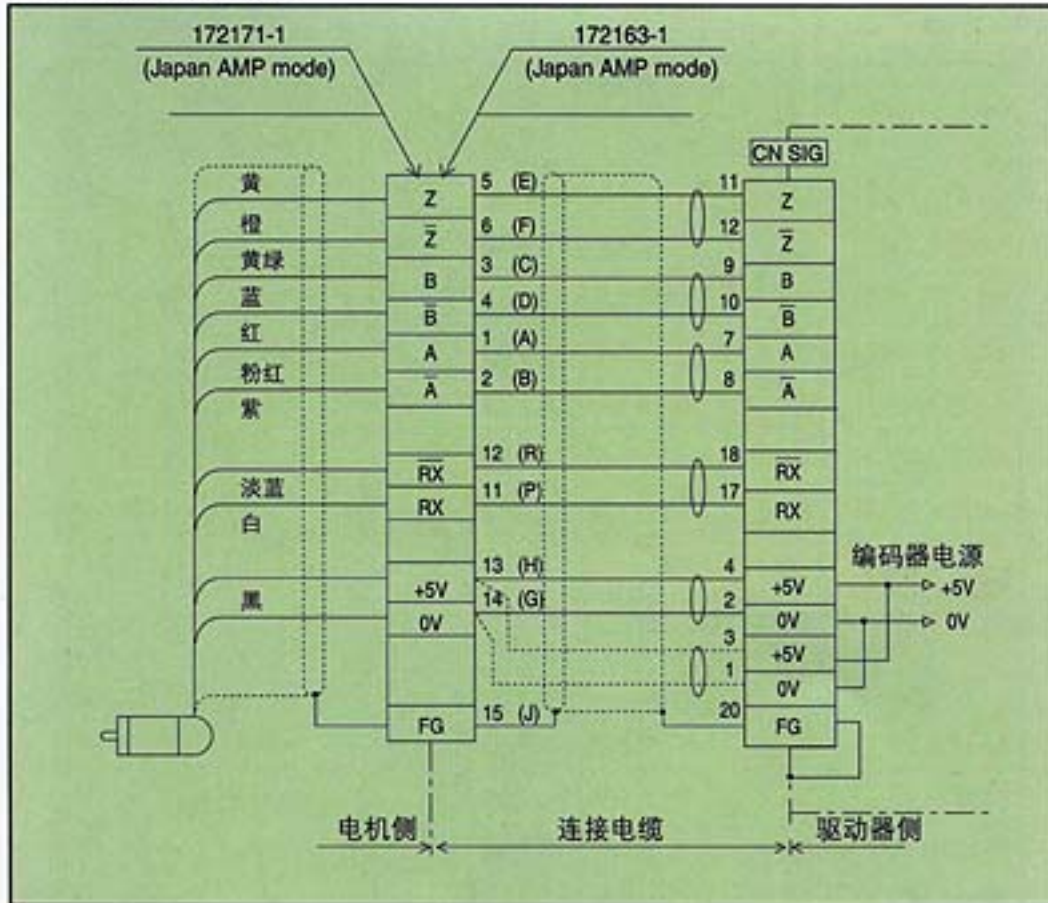 172171-1
(Japan AMP mode)
172163-1
(Japan AMP mode)
CN SIG
黄
Z
5 (E)
11
Z
橙
Z̅
6 (F)
12
Z̅
黄绿
B
3 (C)
9
B
蓝
B̅
4 (D)
10
B̅
红
A
1 (A)
7
A
粉红
A̅
2 (B)
8
A̅
紫
R̅X̅
12 (R)
18
R̅X̅
淡蓝
RX
11 (P)
17
RX
白
编码器电源
+5V
13 (H)
4
+5V
+5V
黑
0V
14 (G)
2
0V
0V
3
+5V
1
0V
FG
15 (J)
20
FG
电机侧
连接电缆
驱动器侧